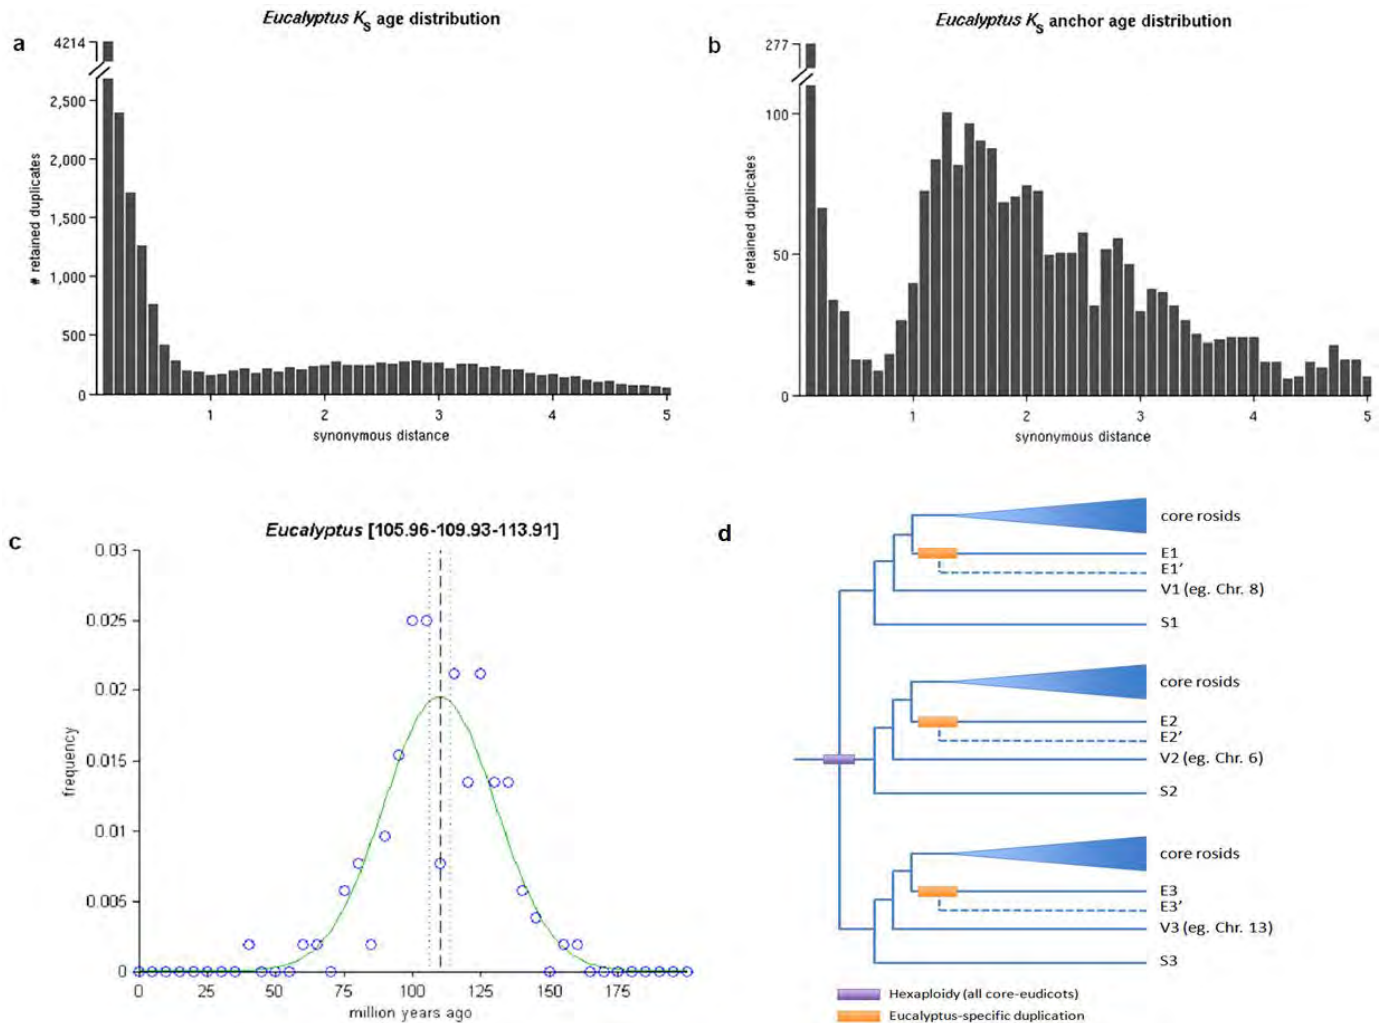 Eucalyptus KS age distribution
a
4214
2,500
2,000
1,500
1,000
500
0
# retained duplicates
1
2
3
4
5
synonymous distance
Eucalyptus KS anchor age distribution
b
277
100
50
0
# retained duplicates
1
2
3
4
5
synonymous distance
c
Eucalyptus [105.96-109.93-113.91]
0.03
0.025
0.02
0.015
0.01
0.005
0
frequency
0
25
50
75
100
125
150
175
million years ago
d
core rosids
E1
E1'
V1 (eg. Chr. 8)
S1
core rosids
E2
E2'
V2 (eg. Chr. 6)
S2
core rosids
E3
E3'
V3 (eg. Chr. 13)
S3
Hexaploidy (all core-eudicots)
Eucalyptus-specific duplication